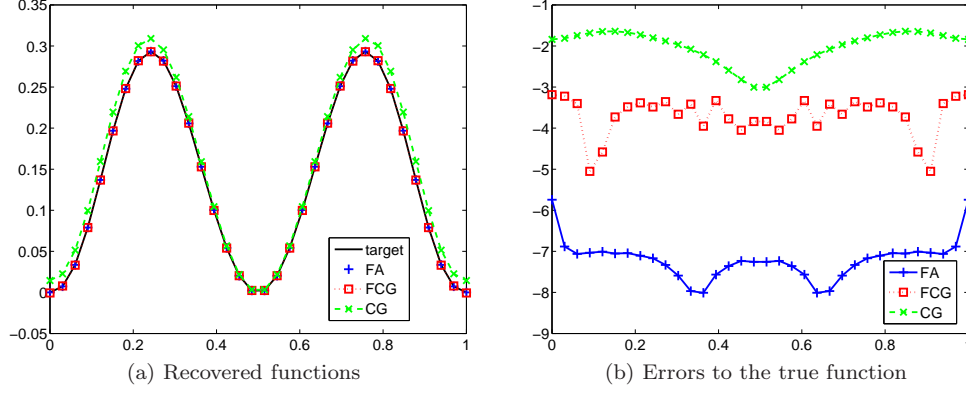 0.35
0.3
0.25
0.2
0.15
0.1
0.05
0
−0.05
0 0.2 0.4 0.6 0.8 1
target
FA
FCG
CG
(a) Recovered functions
−1
−2
−3
−4
−5
−6
−7
−8
−9
0 0.2 0.4 0.6 0.8
FA
FCG
CG
(b) Errors to the true function